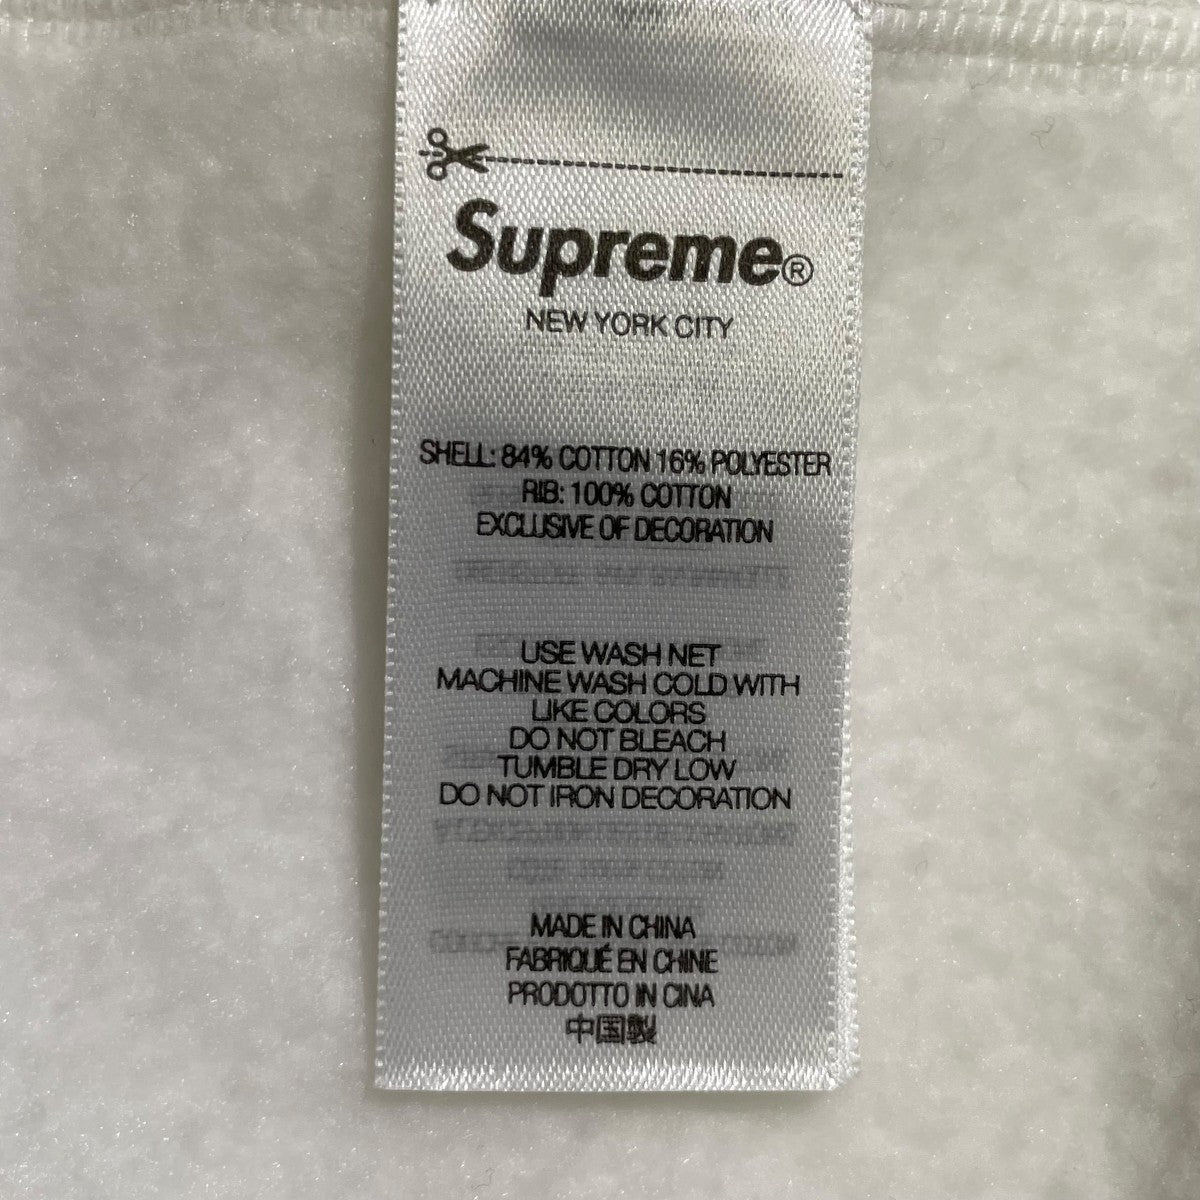 Supreme®
NEW YORK CITY
SHELL: 84% COTTON 16% POLYESTER
RIB: 100% COTTON
EXCLUSIVE OF DECORATION
USE WASH NET
MACHINE WASH COLD WITH
LIKE COLORS
DO NOT BLEACH
TUMBLE DRY LOW
DO NOT IRON DECORATION
MADE IN CHINA
FABRIQUÉ EN CHINE
PRODOTTO IN CINA
中国製